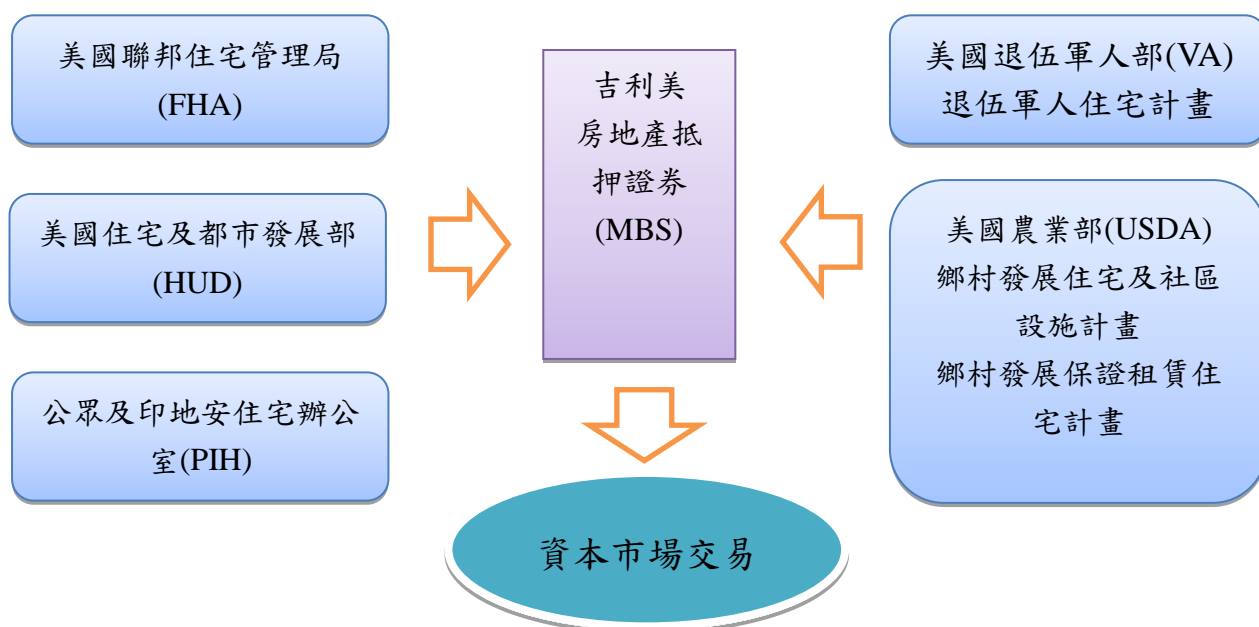 美國聯邦住宅管理局
(FHA)
美國住宅及都市發展部
(HUD)
公眾及印地安住宅辦公
室(PIH)
吉利美
房地產抵
押證券
(MBS)
美國退伍軍人部(VA)
退伍軍人住宅計畫
美國農業部(USDA)
鄉村發展住宅及社區
設施計畫
鄉村發展保證租賃住
宅計畫
資本市場交易